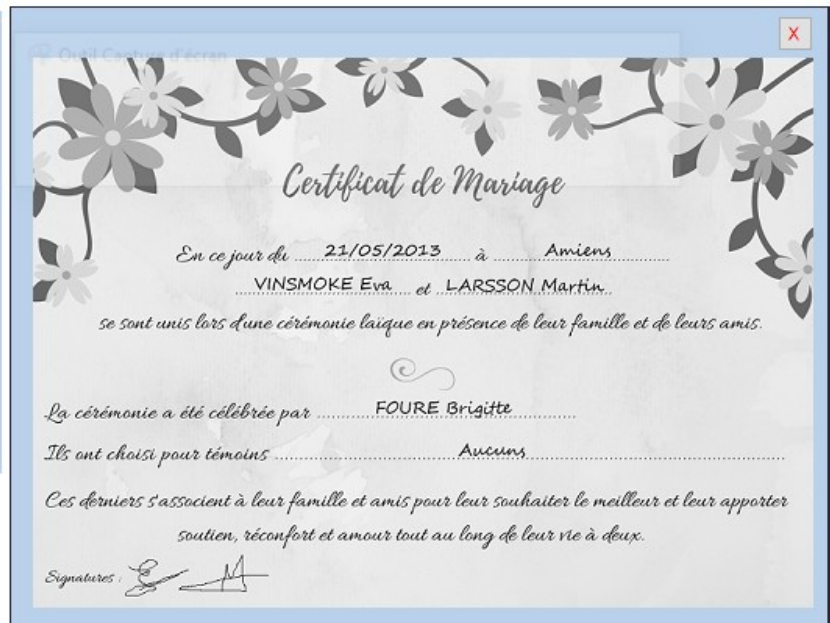 X
Outil Capture d'écran
Certificat de Mariage
En ce jour du 21/05/2013 à Amiens
VINSMOKE Eva et LARSSON Martin
se sont unis lors d'une cérémonie laïque en présence de leur famille et de leurs amis.
La cérémonie a été célébrée par FOURE Brigitte
Ils ont choisi pour témoins Aucuns
Ces derniers s'associent à leur famille et amis pour leur souhaiter le meilleur et leur apporter
soutien, réconfort et amour tout au long de leur vie à deux.
Signatures :